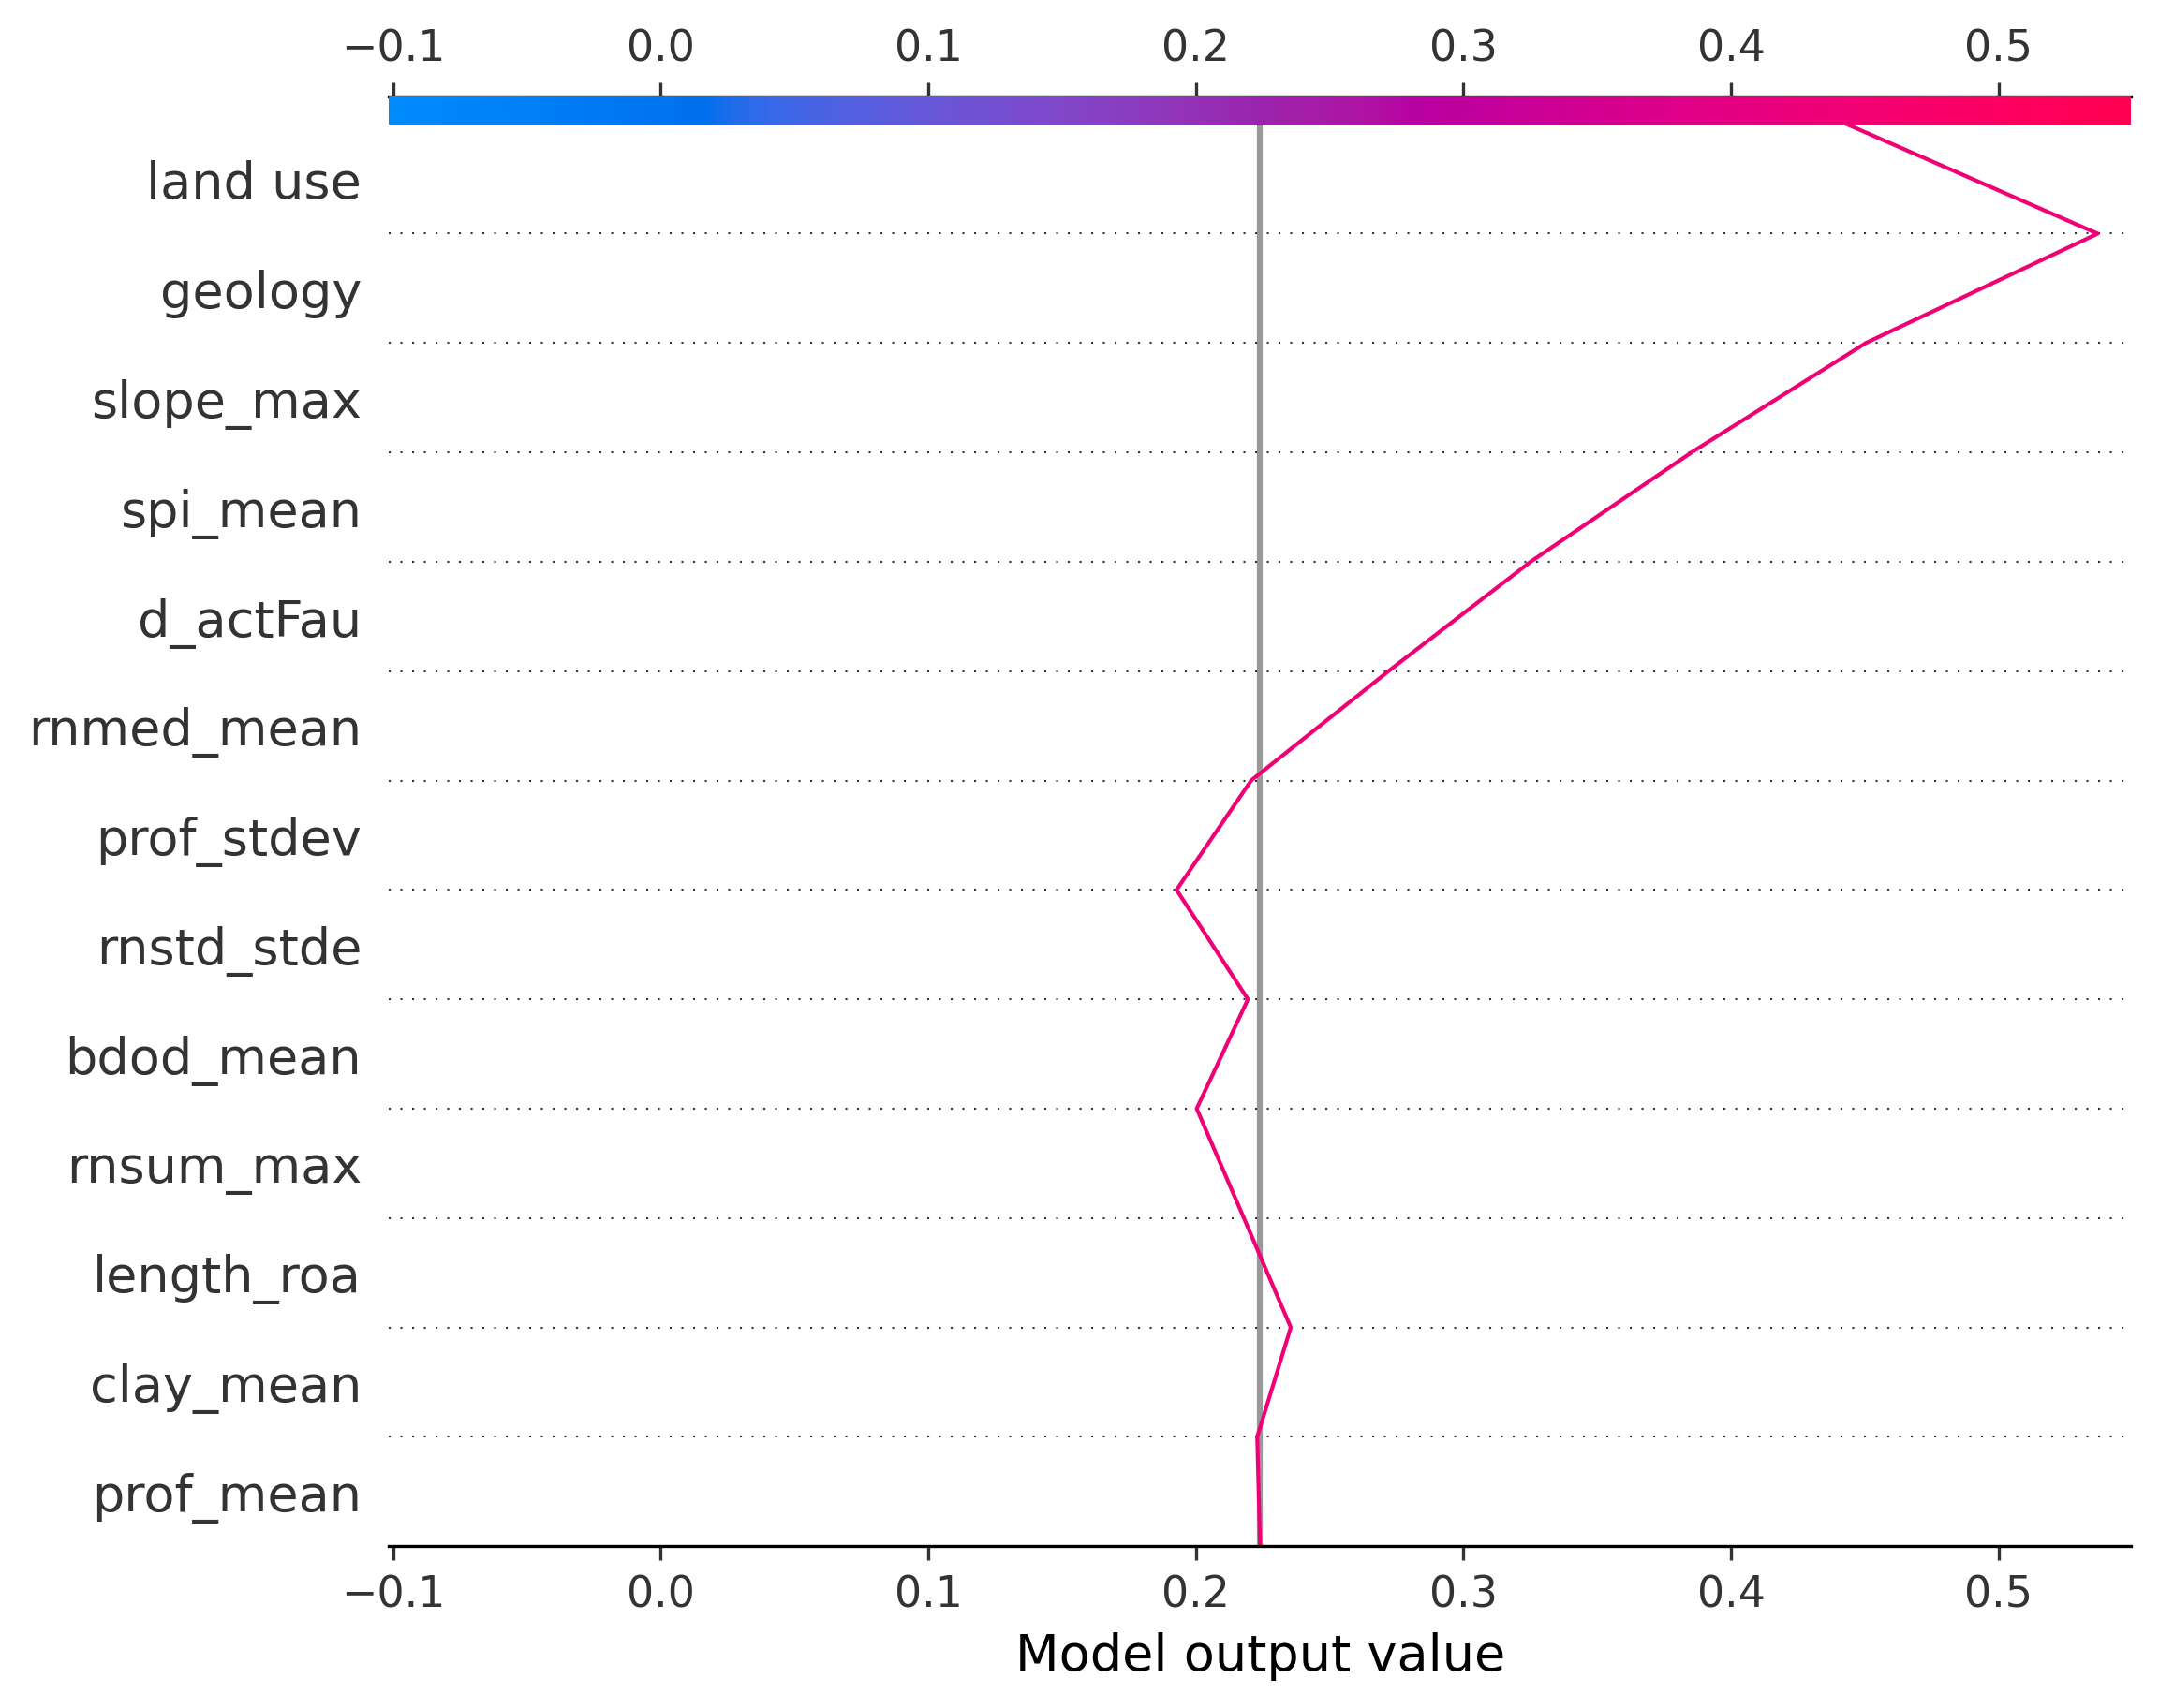 −0.1 0.0 0.1 0.2 0.3 0.4 0.5
land use
geology
slope_max
spi_mean
d_actFau
rnmed_mean
prof_stdev
rnstd_stde
bdod_mean
rnsum_max
length_roa
clay_mean
prof_mean
−0.1 0.0 0.1 0.2 0.3 0.4 0.5
Model output value